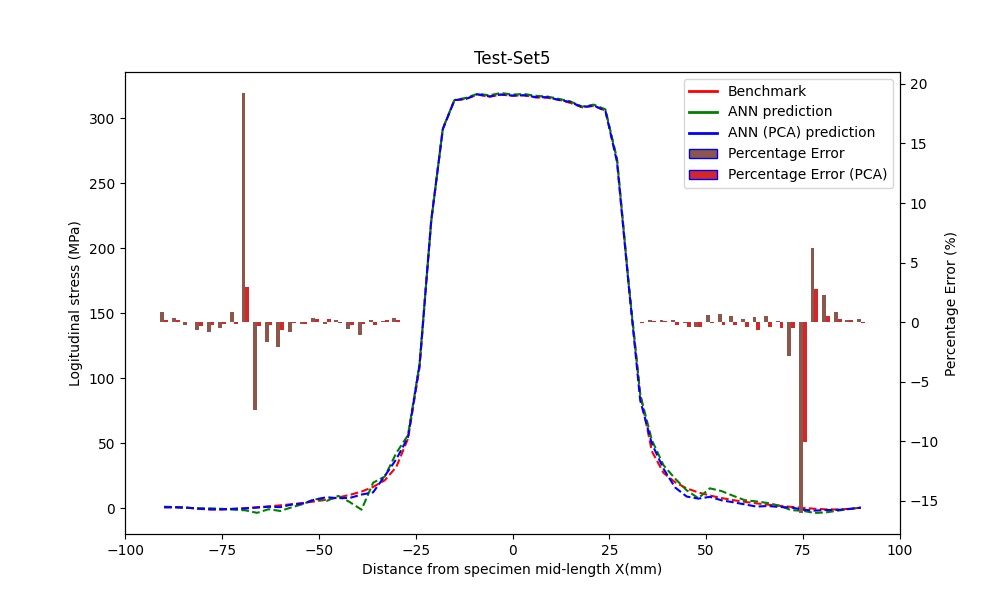 Test-Set5
Benchmark
ANN prediction
ANN (PCA) prediction
Percentage Error
Percentage Error (PCA)
Logitudinal stress (MPa)
300
250
200
150
100
50
0
20
15
10
5
0
−5
−10
−15
Percentage Error (%)
−100
−75
−50
−25
0
25
50
75
100
Distance from specimen mid-length X(mm)